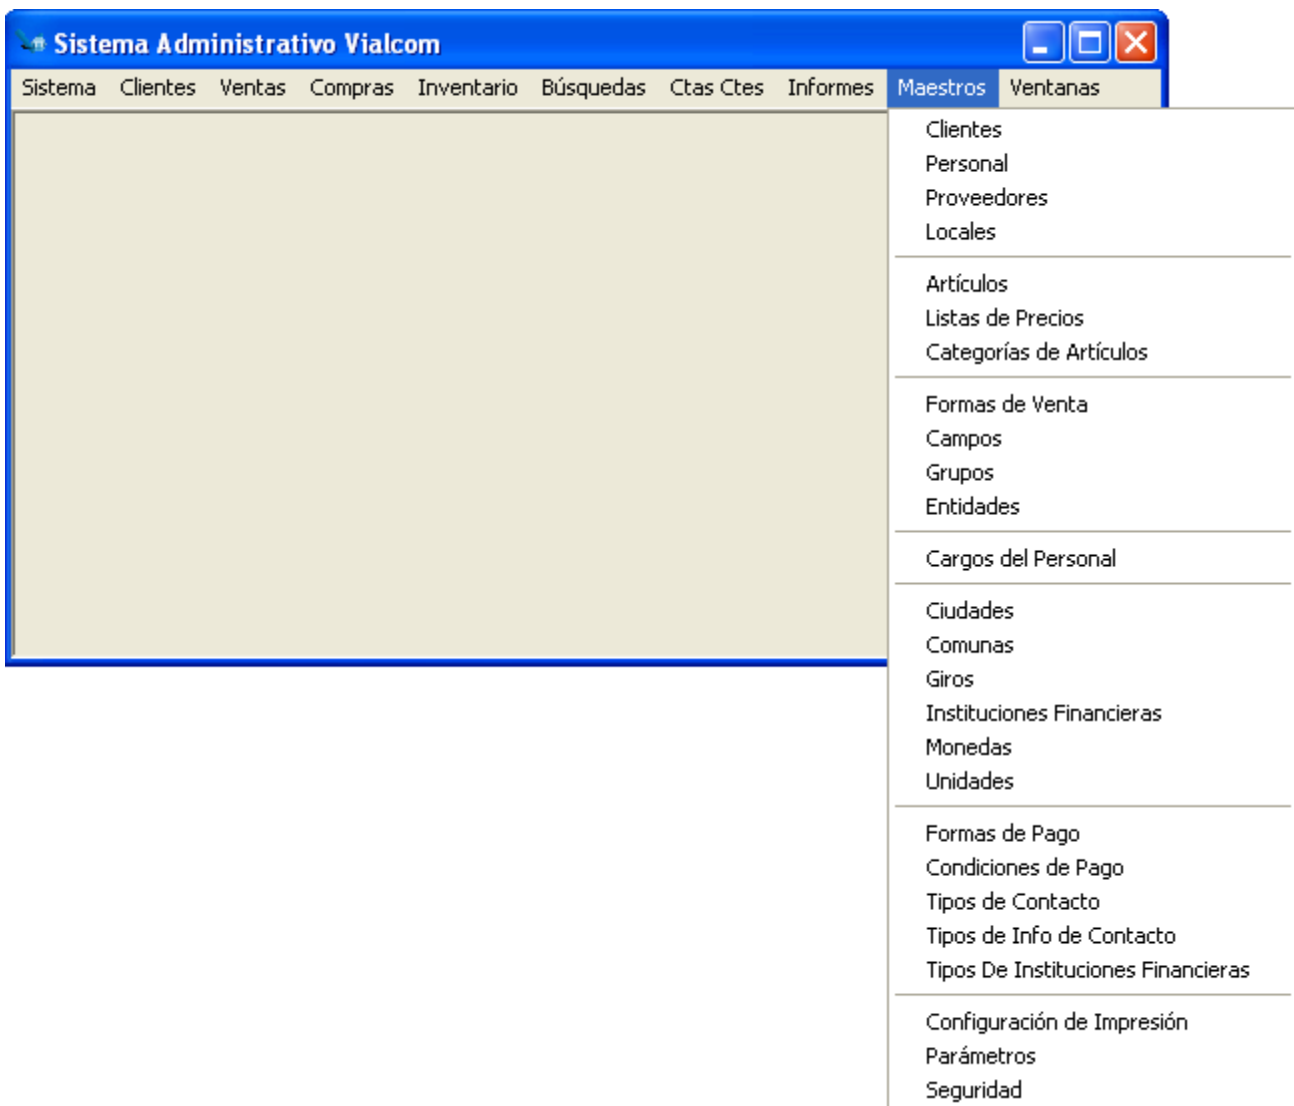 Sistema Administrativo Vialcom
Sistema Clientes Ventas Compras Inventario Búsquedas Ctas Ctes Informes Maestros Ventanas
Clientes
Personal
Proveedores
Locales
Artículos
Listas de Precios
Categorías de Artículos
Formas de Venta
Campos
Grupos
Entidades
Cargos del Personal
Ciudades
Comunas
Giros
Instituciones Financieras
Monedas
Unidades
Formas de Pago
Condiciones de Pago
Tipos de Contacto
Tipos de Info de Contacto
Tipos De Instituciones Financieras
Configuración de Impresión
Parámetros
Seguridad